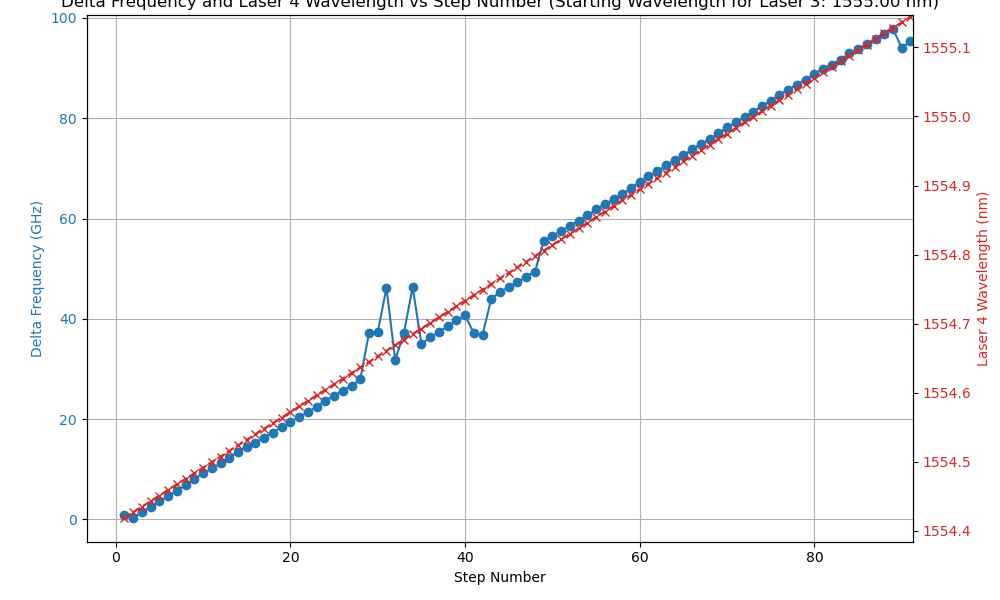 Delta Frequency and Laser 4 Wavelength vs Step Number (Starting Wavelength for Laser 3: 1555.00 nm)
100
80
60
40
20
0
Delta Frequency (GHz)
1555.1
1555.0
1554.9
1554.8
1554.7
1554.6
1554.5
1554.4
Laser 4 Wavelength (nm)
0 20 40 60 80
Step Number